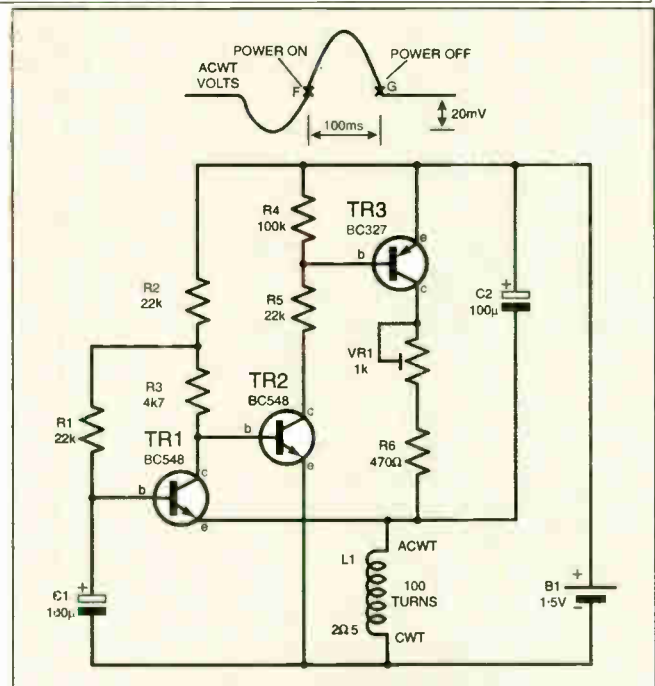 POWER ON
POWER OFF
ACWT
VOLTS
F
G
20mV
100ms
R4
100k
TR3
BC327
e
b
c
R2
22k
R5
22k
C2
100µ
+
VR1
1k
R3
4k7
TR2
BC548
c
b
e
R1
22k
TR1
BC548
R6
470Ω
c
b
e
L1
ACWT
100
TURNS
2Ω5
CWT
B1
1·5V
+
-
+
C1
100µ